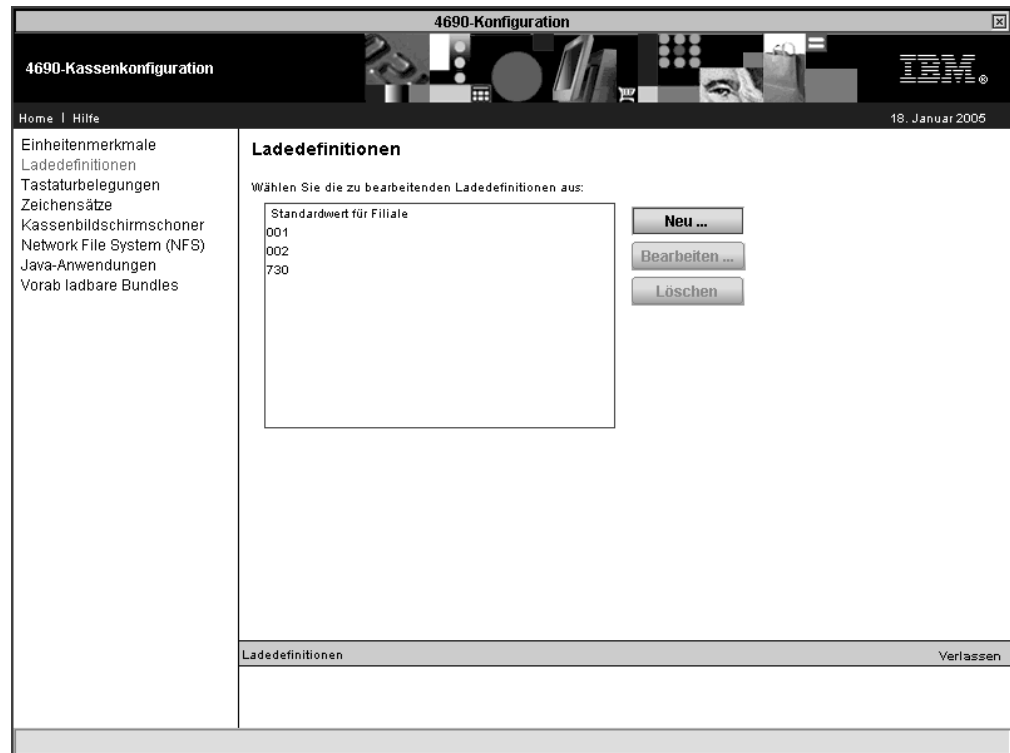 4690-Konfiguration
4690-Kassenkonfiguration
IBM®
Home | Hilfe
18. Januar 2005
Einheitenmerkmale
Ladedefinitionen
Tastaturbelegungen
Zeichensätze
Kassenbildschirmschoner
Network File System (NFS)
Java-Anwendungen
Vorab ladbare Bundles
Ladedefinitionen
Wählen Sie die zu bearbeitenden Ladedefinitionen aus:
Standardwert für Filiale
001
002
730
Neu ...
Bearbeiten ...
Löschen
Ladedefinitionen
Verlassen